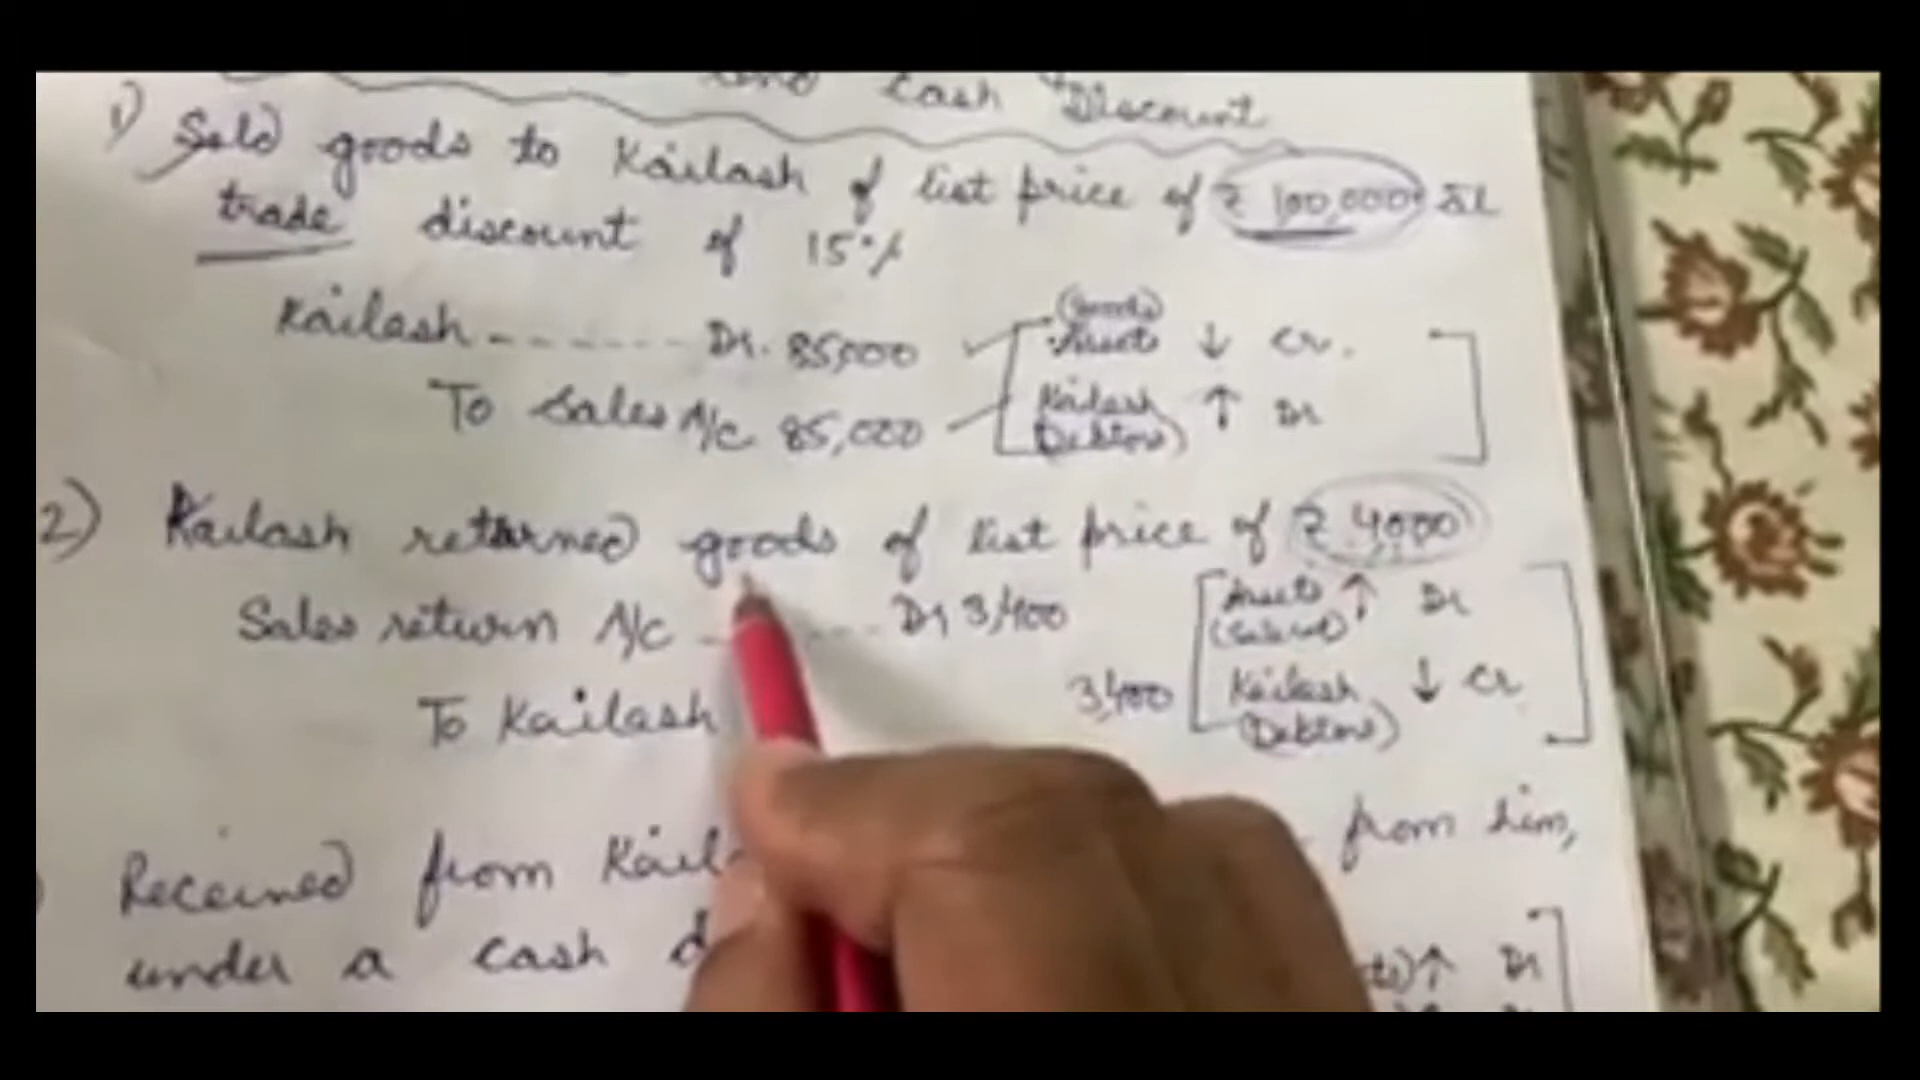 Cash Discount
1) Sold goods to Kailash of list price of ₹ 100,000 at
trade discount of 15%
Kailash ------- Dr. 85,000
To Sales A/c 85,000
(Goods)
Assets ↓ Cr.
Kailash ↑ Dr
(Debtors)
2) Kailash returned goods of list price of ₹ 4,000
Sales return A/c - --- Dr 3,400
To Kailash 3,400
Assets ↑ Dr
Kailash ↓ Cr
(Debtors)
Received from from him,
under a cash
↑ Dr